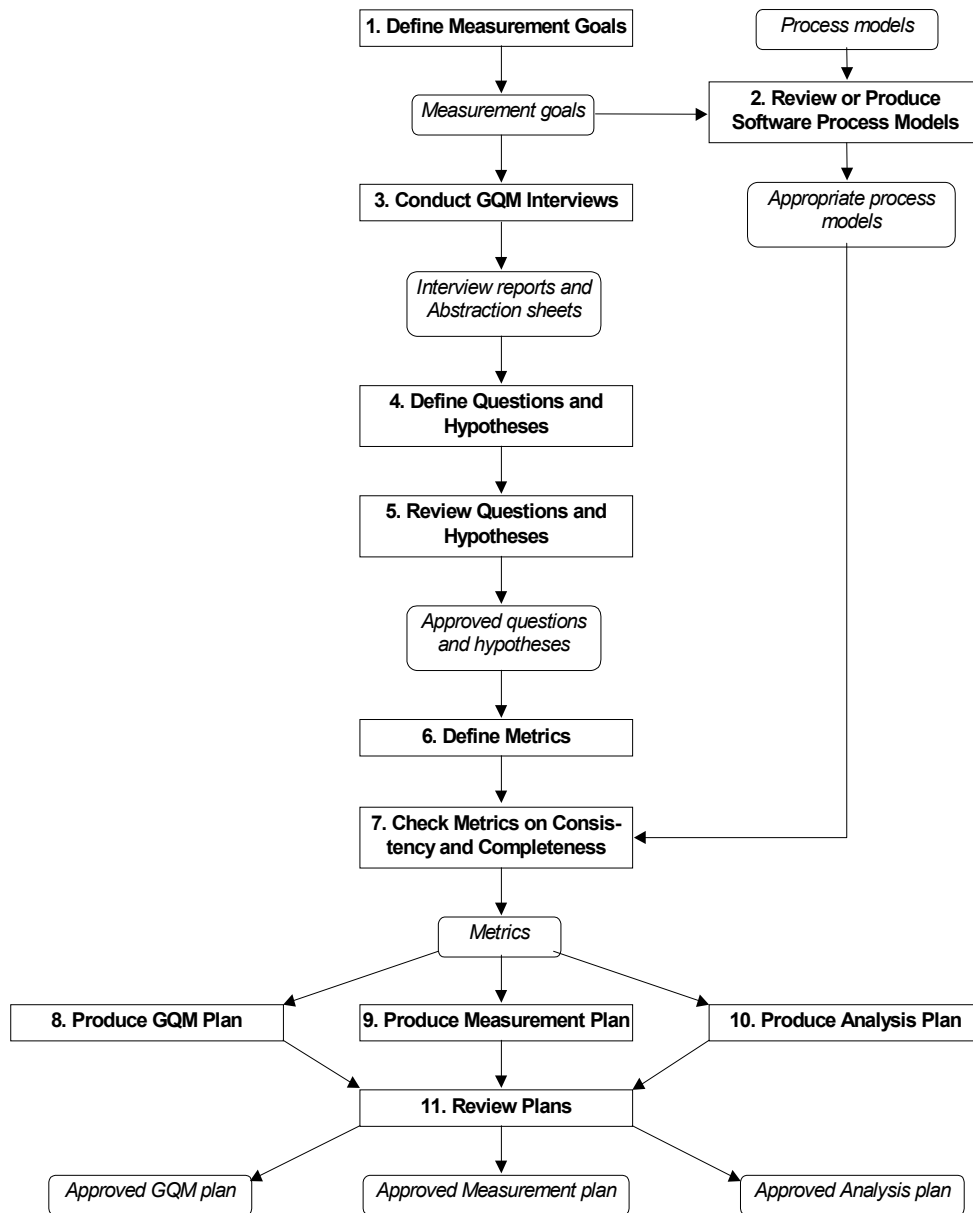 1. Define Measurement Goals
Process models
Measurement goals
2. Review or Produce
Software Process Models
3. Conduct GQM Interviews
Appropriate process
models
Interview reports and
Abstraction sheets
4. Define Questions and
Hypotheses
5. Review Questions and
Hypotheses
Approved questions
and hypotheses
6. Define Metrics
7. Check Metrics on Consis-
tency and Completeness
Metrics
8. Produce GQM Plan
9. Produce Measurement Plan
10. Produce Analysis Plan
11. Review Plans
Approved GQM plan
Approved Measurement plan
Approved Analysis plan